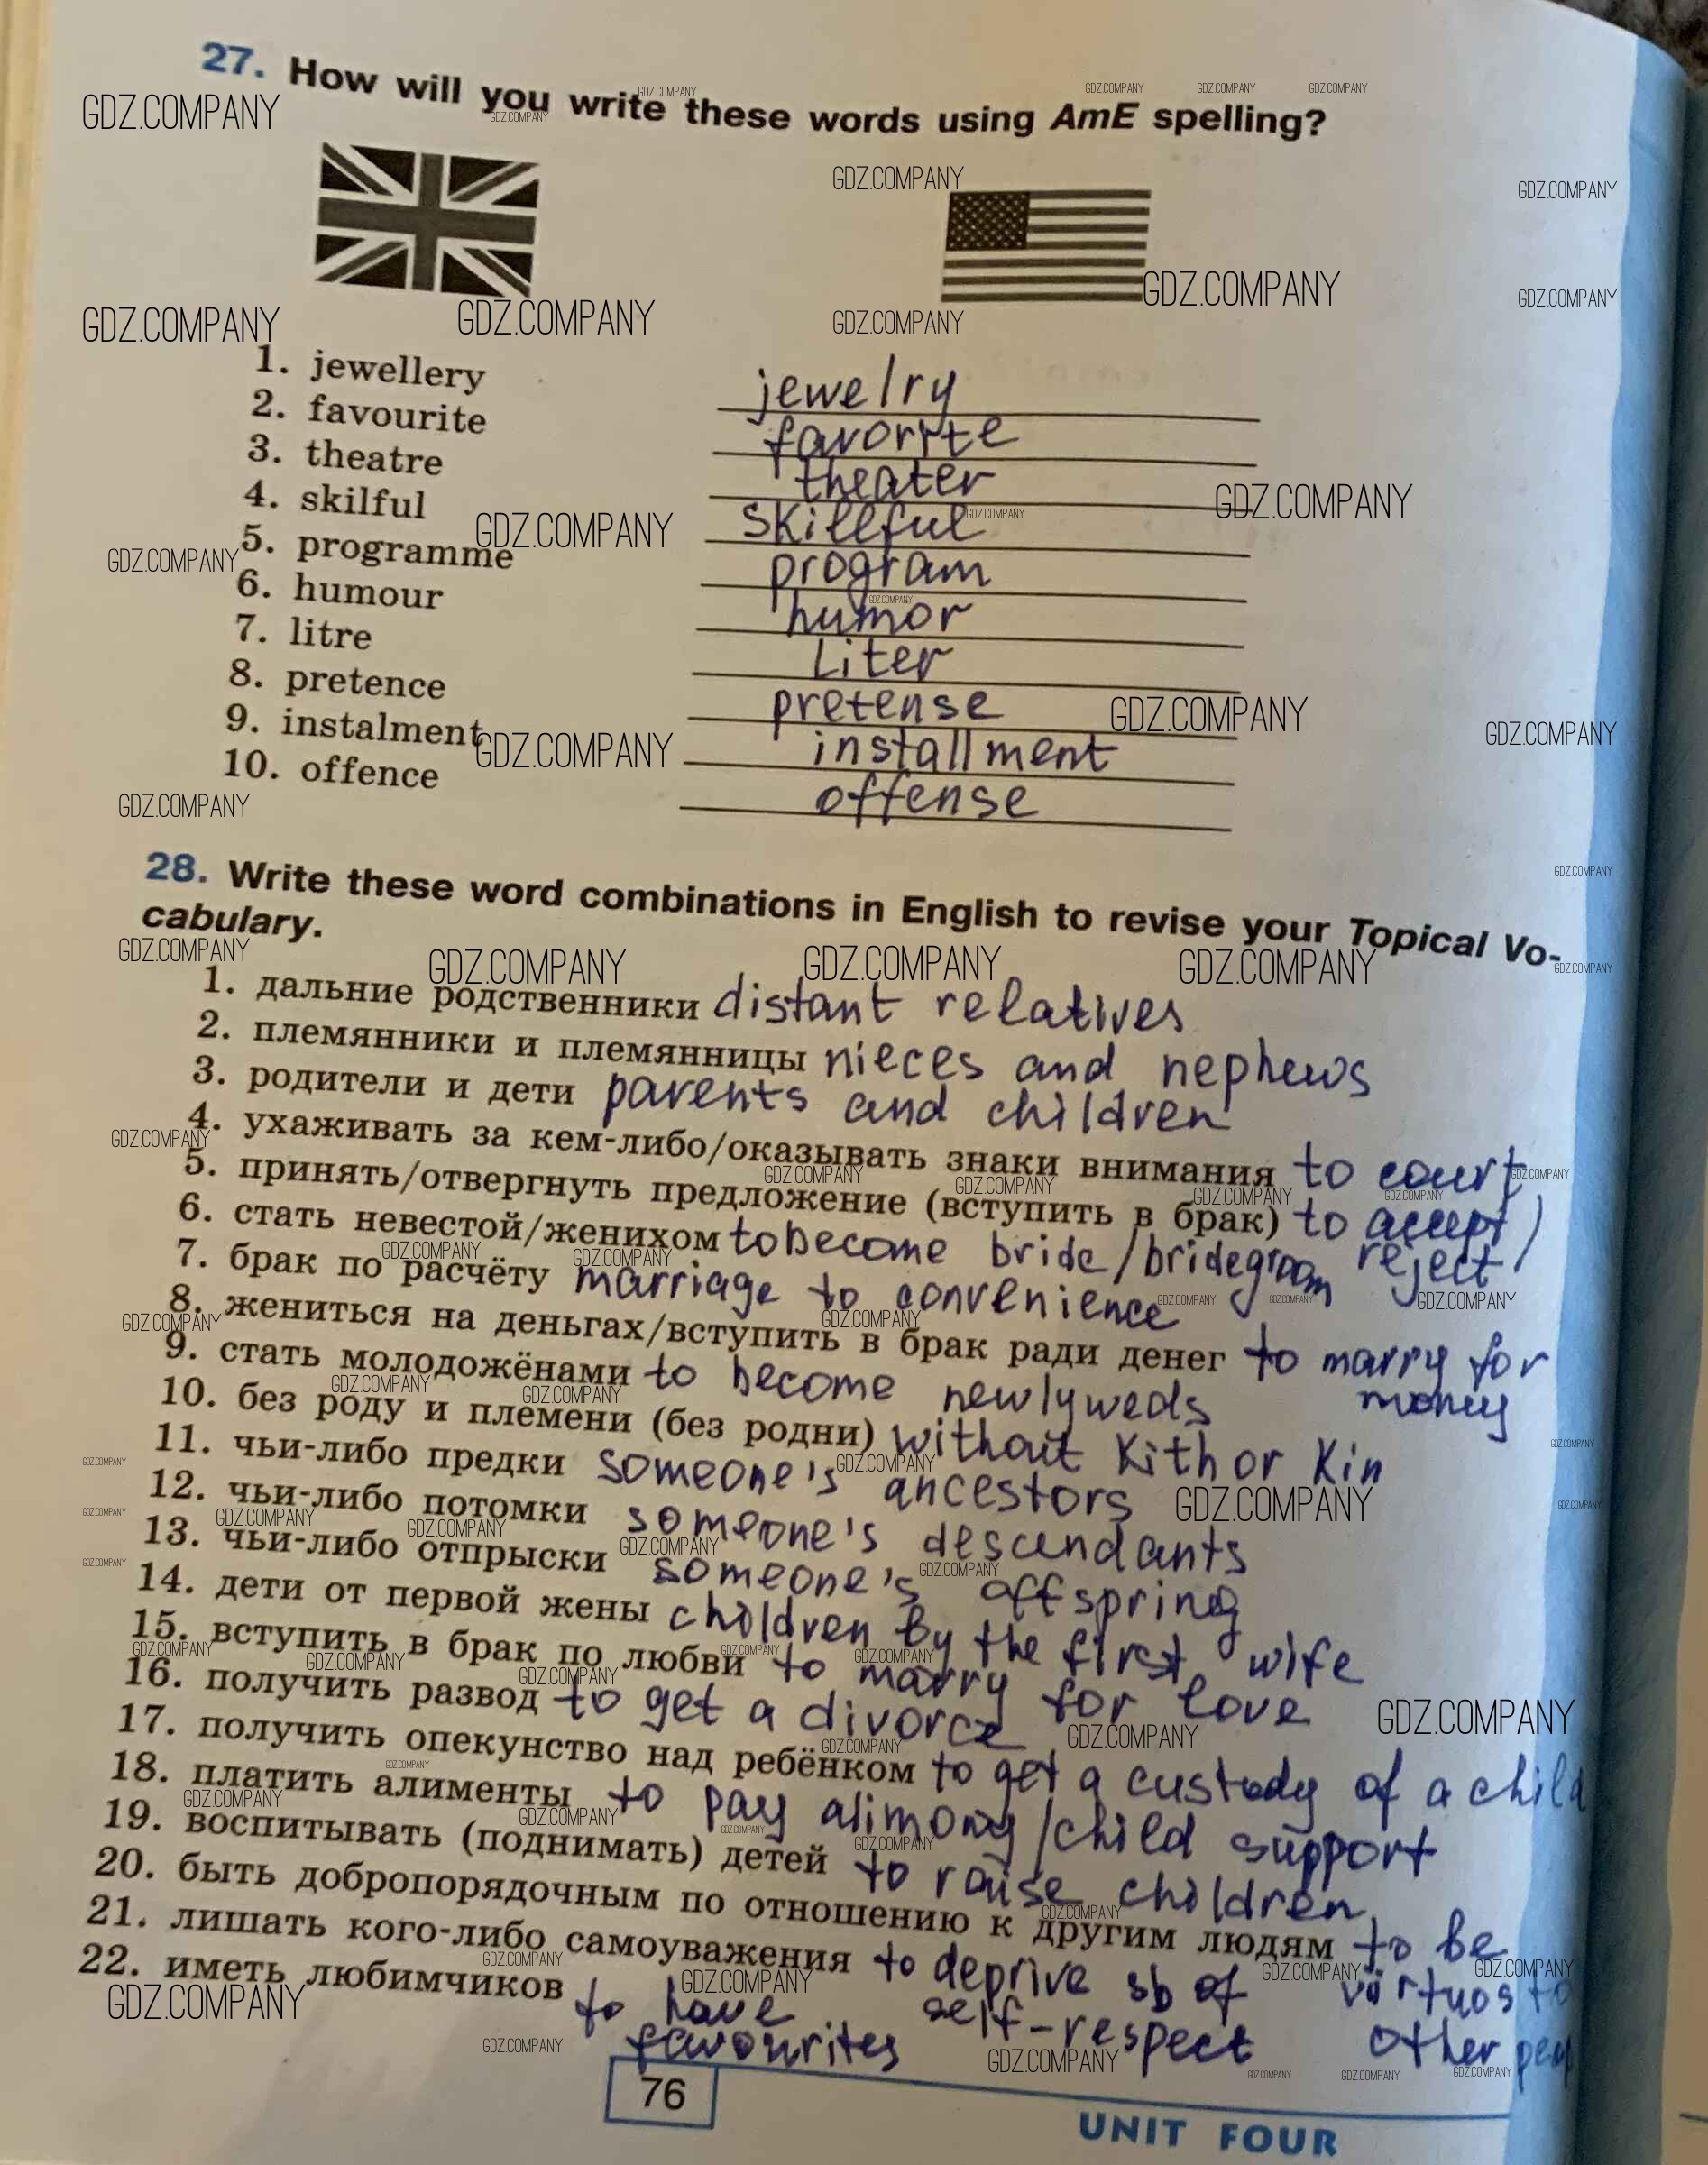 27. How will you write these words using AmE spelling?
1. jewellery jewelry
2. favourite favorite
3. theatre theater
4. skilful skillful
5. programme program
6. humour humor
7. litre Liter
8. pretence pretense
9. instalment installment
10. offence offense
28. Write these word combinations in English to revise your Topical Vo-
cabulary.
1. дальние родственники distant relatives
2. племянники и племянницы nieces and nephews
3. родители и дети parents and children
4. ухаживать за кем-либо/оказывать знаки внимания to court
5. принять/отвергнуть предложение (вступить в брак) to accept/
reject
6. стать невестой/женихом to become bride/bridegroom
7. брак по расчёту marriage to convenience
8. жениться на деньгах/вступить в брак ради денег to marry for
money
9. стать молодожёнами to become newlyweds
10. без роду и племени (без родни) without Kith or Kin
11. чьи-либо предки someone's ancestors
12. чьи-либо потомки someone's descendants
13. чьи-либо отпрыски someone's offspring
14. дети от первой жены children by the first wife
15. вступить в брак по любви to marry for love
16. получить развод to get a divorce
17. получить опекунство над ребёнком to get a custody of a child
18. платить алименты to pay alimony/child support
19. воспитывать (поднимать) детей to raise children
20. быть добропорядочным по отношению к другим людям to be
virtuos to
other
21. лишать кого-либо самоуважения to deprive sb of
self-respect
22. иметь любимчиков to have
favourites
76
UNIT FOUR
GDZ.COMPANY